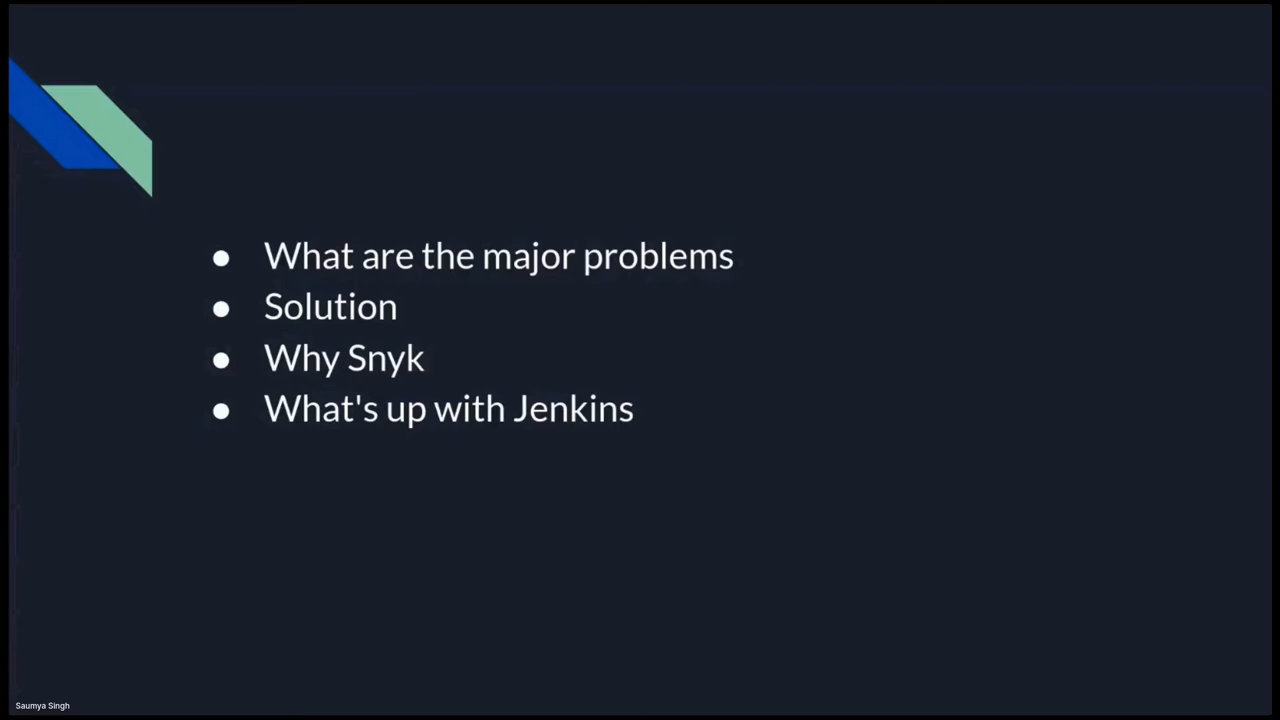 ● What are the major problems
● Solution
● Why Snyk
● What's up with Jenkins
Saumya Singh